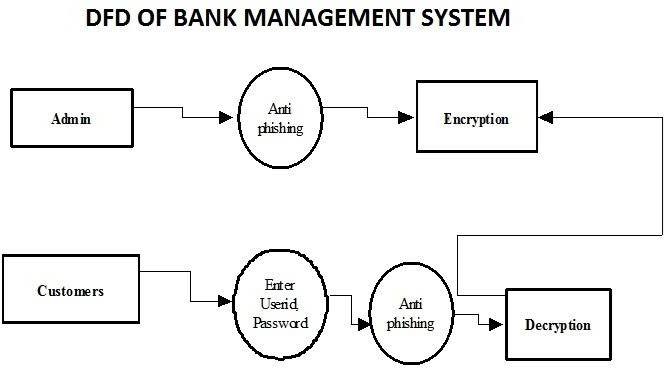 DFD OF BANK MANAGEMENT SYSTEM
Admin
Anti
phishing
Encryption
Customers
Enter
Userid,
Password
Anti
phishing
Decryption